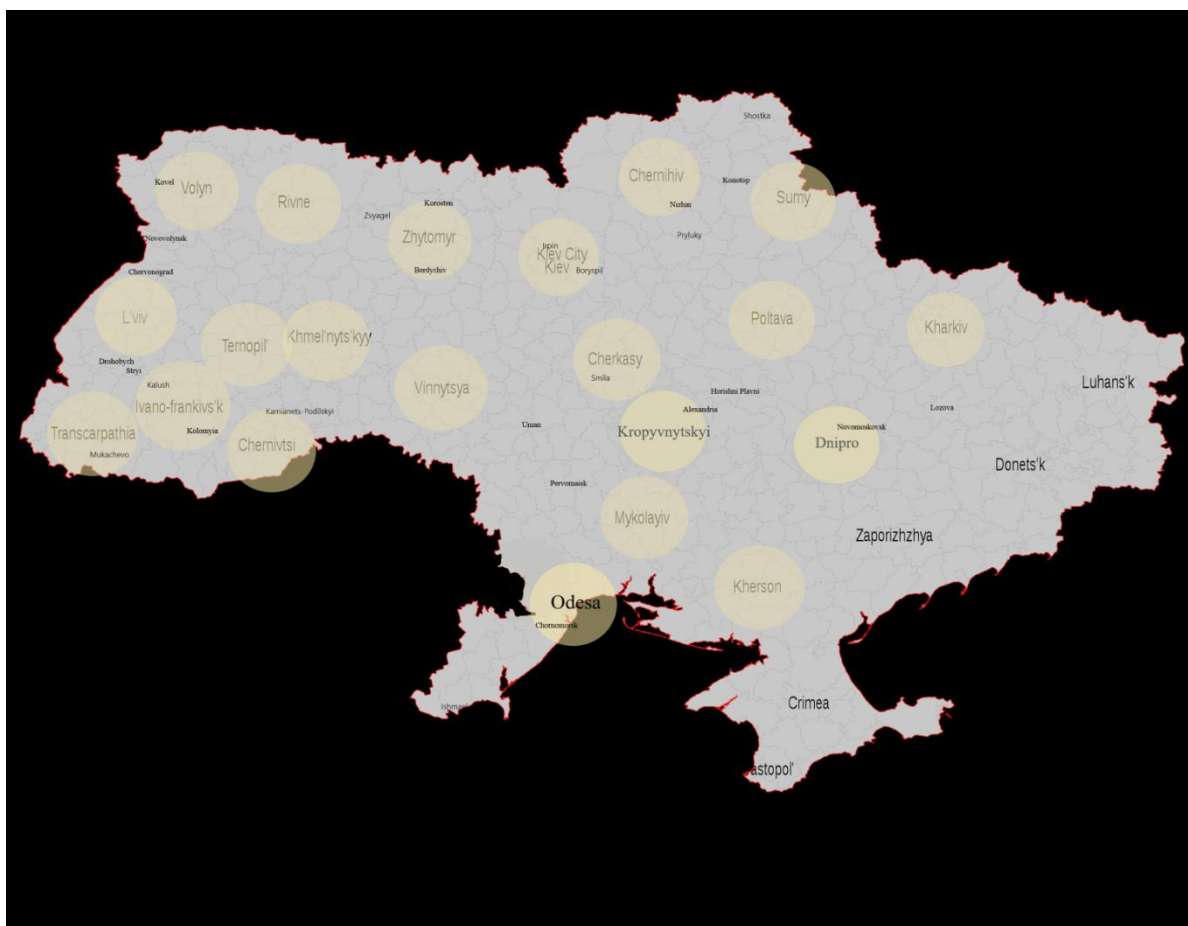 Shostka
Chernihiv
Kovel
Volyn
Konotop
Sumy
Rivne
Korosten
Nizhin
Zvyagel
Zhytomyr
Pryluky
Novovolynsk
Irpin
Kiev City
Kiev
Berdychiv
Boryspil
Chervonograd
L'viv
Poltava
Kharkiv
Ternopil'
Khmel'nyts'kyy
Drohobych
Stryi
Cherkasy
Smila
Kalush
Vinnytsya
Horishni Plavni
Luhans'k
Ivano-frankivs'k
Kamianets-Podilskyi
Alexandria
Lozova
Transcarpathia
Kolomyia
Uman
Kropyvnytskyi
Novomoskovsk
Dnipro
Chernivtsi
Mukachevo
Donets'k
Pervomaisk
Mykolayiv
Zaporizhzhya
Kherson
Odesa
Chornomorsk
Ishmael
Crimea
astopol'